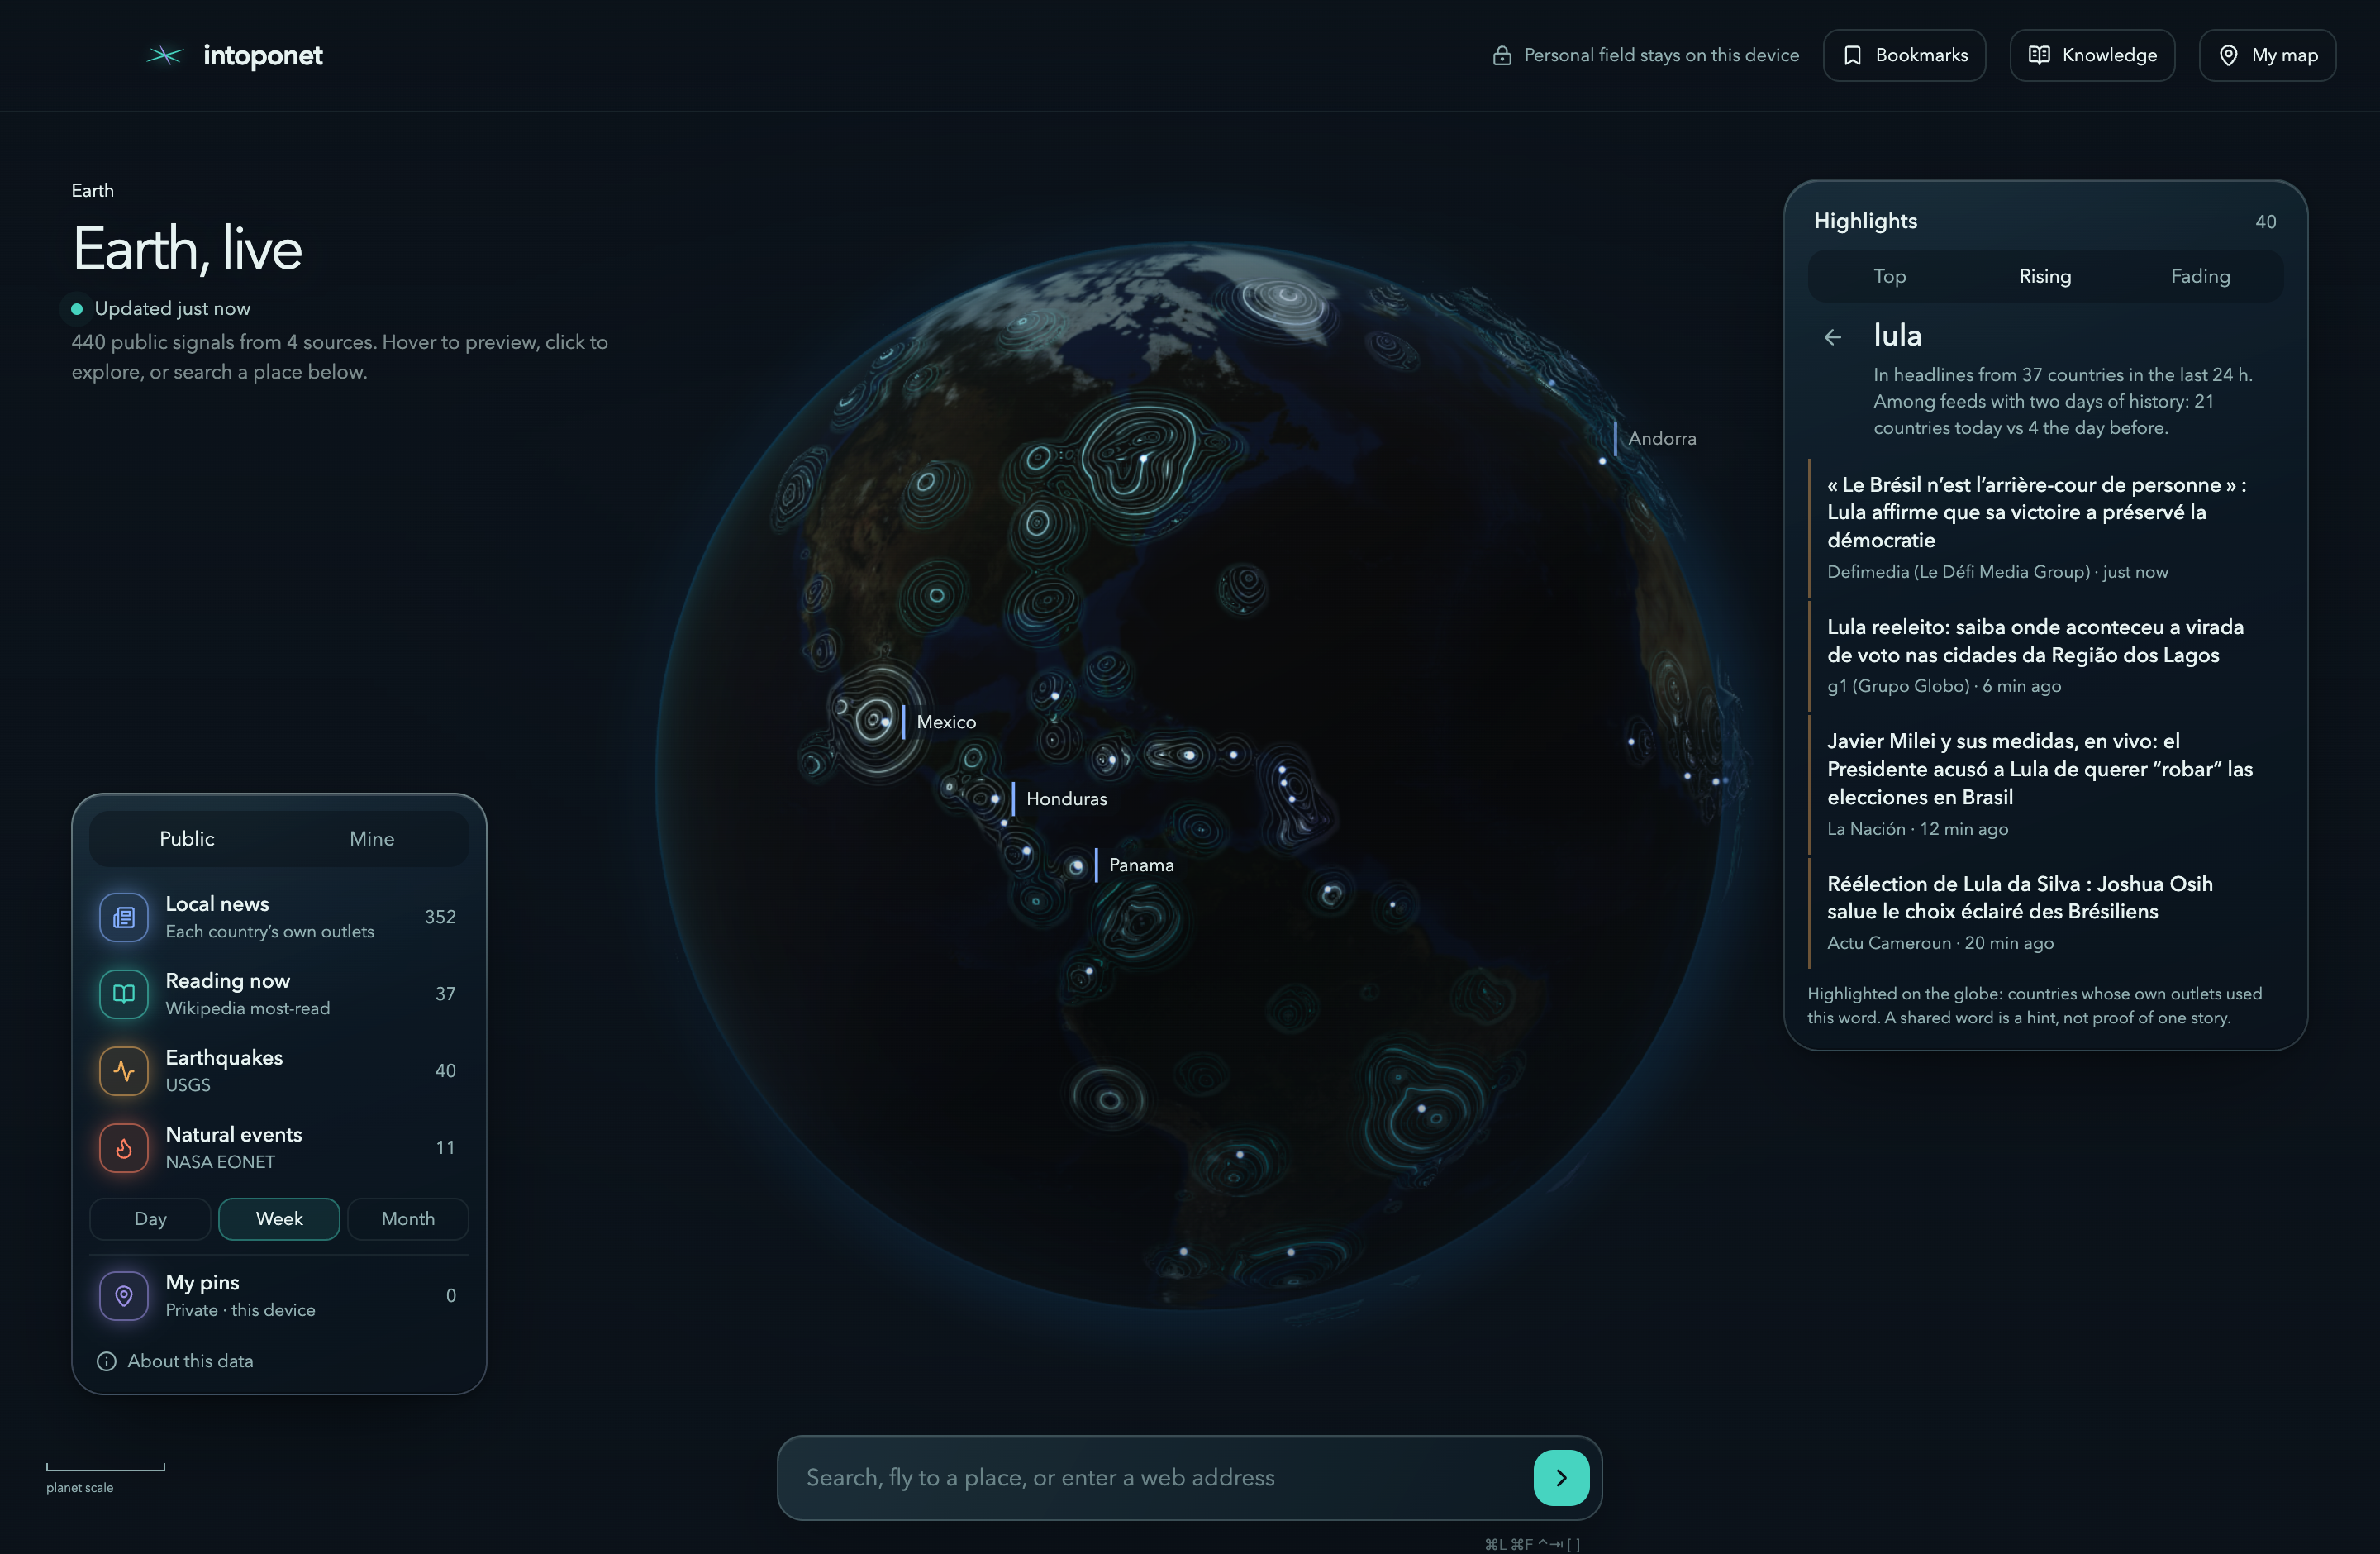 intoponet
Personal field stays on this device
Bookmarks
Knowledge
My map
Earth
Earth, live
Updated just now
440 public signals from 4 sources. Hover to preview, click to
explore, or search a place below.
Public
Mine
Local news
352
Each country’s own outlets
Reading now
37
Wikipedia most-read
Earthquakes
40
USGS
Natural events
11
NASA EONET
Day
Week
Month
My pins
0
Private · this device
About this data
planet scale
Andorra
Mexico
Honduras
Panama
Highlights
40
Top
Rising
Fading
lula
In headlines from 37 countries in the last 24 h.
Among feeds with two days of history: 21
countries today vs 4 the day before.
« Le Brésil n’est l’arrière-cour de personne » :
Lula affirme que sa victoire a préservé la
démocratie
Defimedia (Le Défi Media Group) · just now
Lula reeleito: saiba onde aconteceu a virada
de voto nas cidades da Região dos Lagos
g1 (Grupo Globo) · 6 min ago
Javier Milei y sus medidas, en vivo: el
Presidente acusó a Lula de querer “robar” las
elecciones en Brasil
La Nación · 12 min ago
Réélection de Lula da Silva : Joshua Osih
salue le choix éclairé des Brésiliens
Actu Cameroun · 20 min ago
Highlighted on the globe: countries whose own outlets used
this word. A shared word is a hint, not proof of one story.
Search, fly to a place, or enter a web address
⌘L ⌘F ^⇥ [ ]